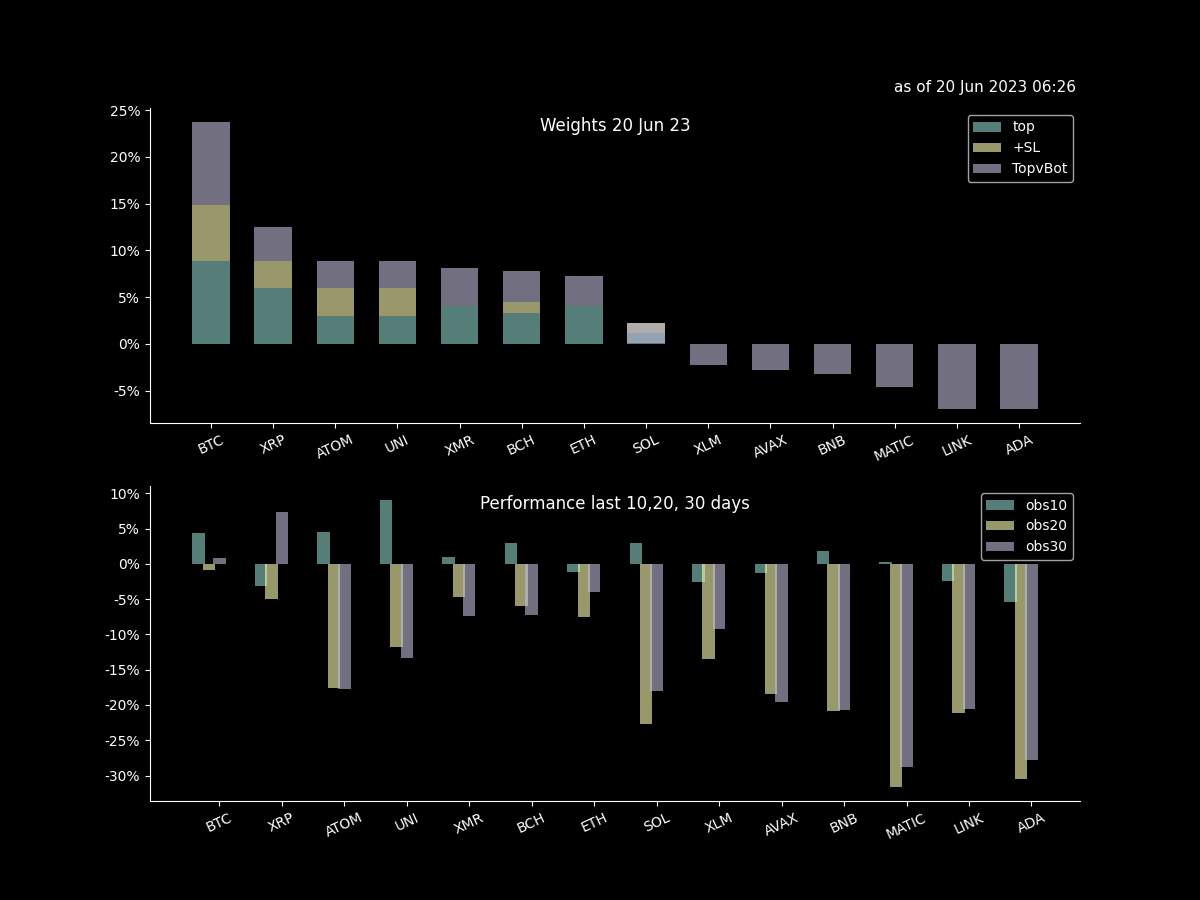 as of 20 Jun 2023 06:26
Weights 20 Jun 23
top
+SL
TopvBot
25%
20%
15%
10%
5%
0%
-5%
BTC XRP ATOM UNI XMR BCH ETH SOL XLM AVAX BNB MATIC LINK ADA
Performance last 10,20, 30 days
obs10
obs20
obs30
10%
5%
0%
-5%
-10%
-15%
-20%
-25%
-30%
BTC XRP ATOM UNI XMR BCH ETH SOL XLM AVAX BNB MATIC LINK ADA